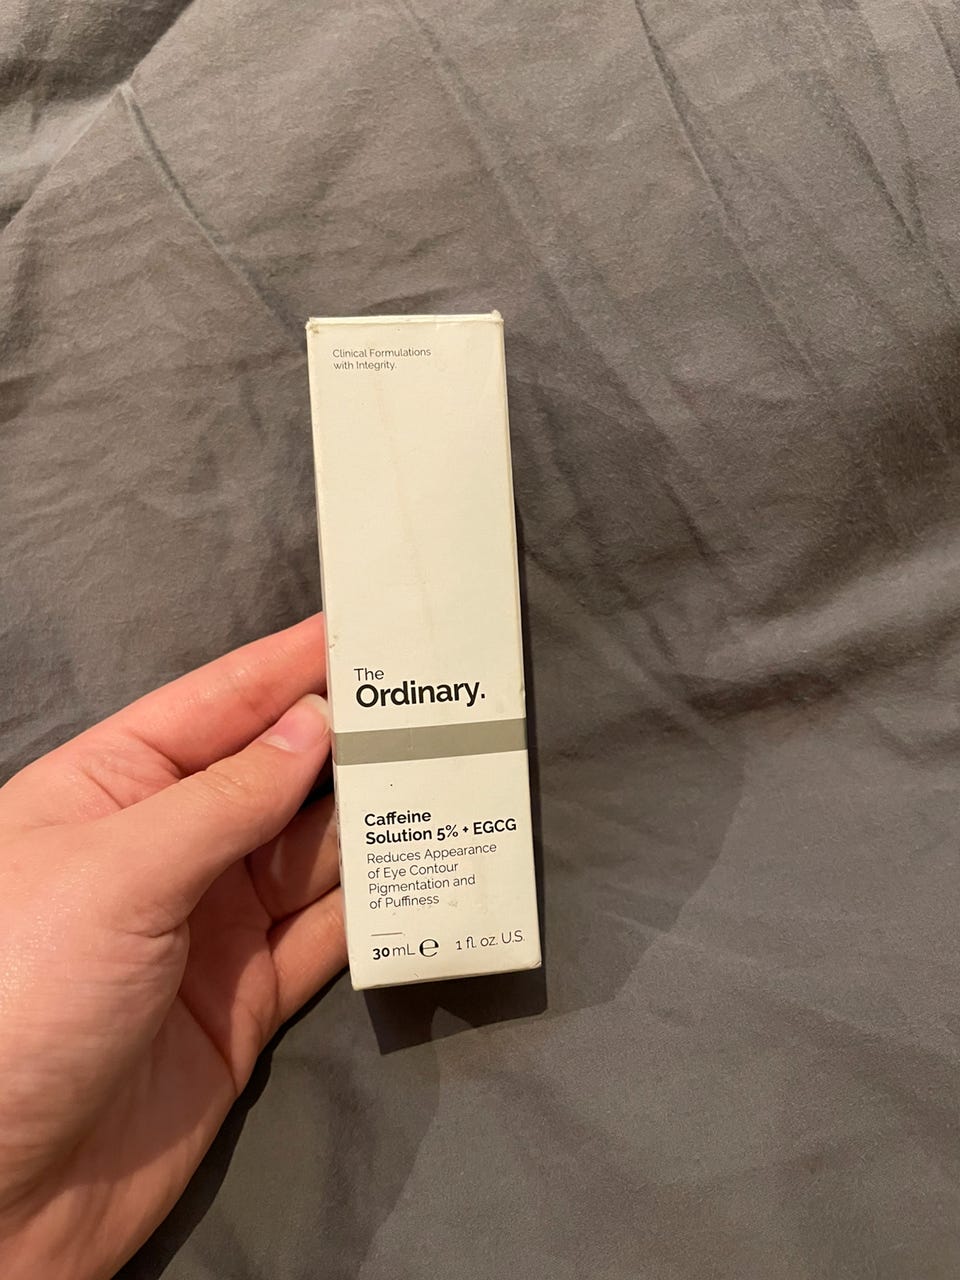 Clinical Formulations
with Integrity.
The
Ordinary.
Caffeine
Solution 5% + EGCG
Reduces Appearance
of Eye Contour
Pigmentation and
of Puffiness
30 mL ℮ 1 fl. oz. U.S.